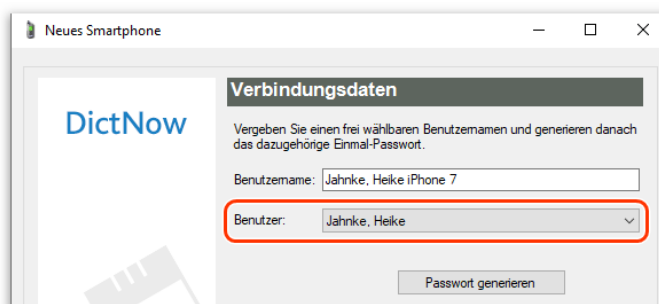 Neues Smartphone
DictNow
Verbindungsdaten
Vergeben Sie einen frei wählbaren Benutzernamen und generieren danach
das dazugehörige Einmal-Passwort.
Benutzername: Jahnke, Heike iPhone 7
Benutzer: Jahnke, Heike
Passwort generieren